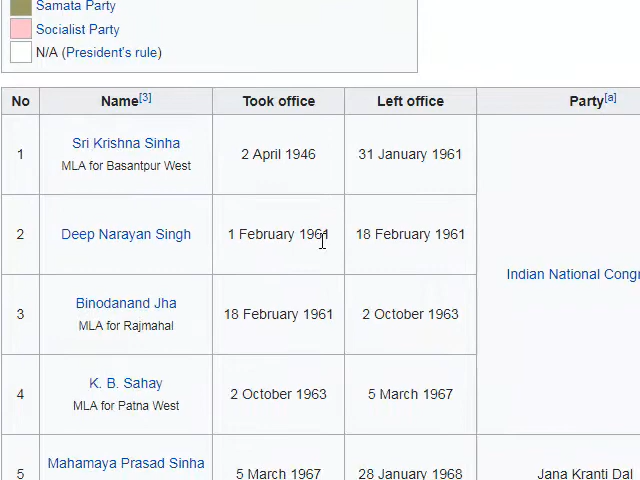 Samata Party
Socialist Party
N/A (President's rule)
No Name[3] Took office Left office Party[a]
1 Sri Krishna Sinha MLA for Basantpur West 2 April 1946 31 January 1961
2 Deep Narayan Singh 1 February 1961 18 February 1961
Indian National Congr
3 Binodanand Jha MLA for Rajmahal 18 February 1961 2 October 1963
4 K. B. Sahay MLA for Patna West 2 October 1963 5 March 1967
5 Mahamaya Prasad Sinha 5 March 1967 28 January 1968 Jana Kranti Dal